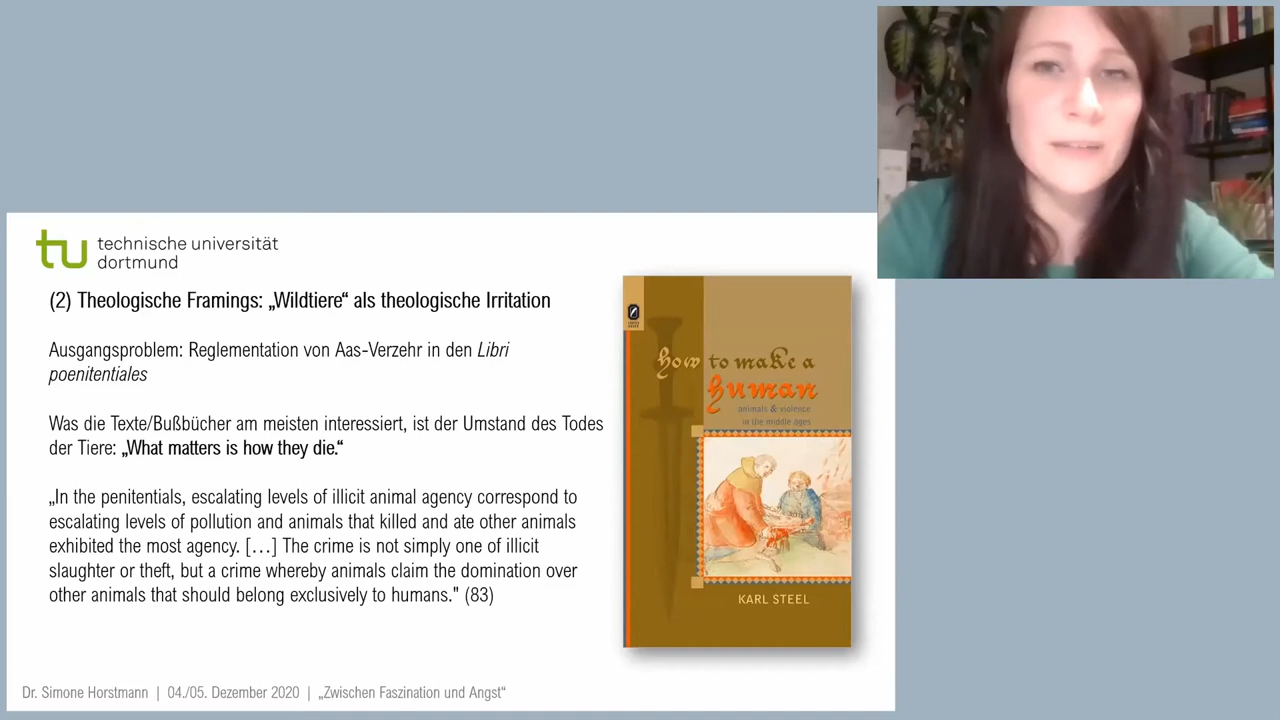 technische universität
dortmund
(2) Theologische Framings: „Wildtiere“ als theologische Irritation
Ausgangsproblem: Reglementation von Aas-Verzehr in den Libri
poenitentiales
Was die Texte/Bußbücher am meisten interessiert, ist der Umstand des Todes
der Tiere: „What matters is how they die.“
„In the penitentials, escalating levels of illicit animal agency correspond to
escalating levels of pollution and animals that killed and ate other animals
exhibited the most agency. […] The crime is not simply one of illicit
slaughter or theft, but a crime whereby animals claim the domination over
other animals that should belong exclusively to humans." (83)
how to make a
human
animals & violence
in the middle ages
KARL STEEL
Dr. Simone Horstmann | 04./05. Dezember 2020 | „Zwischen Faszination und Angst“